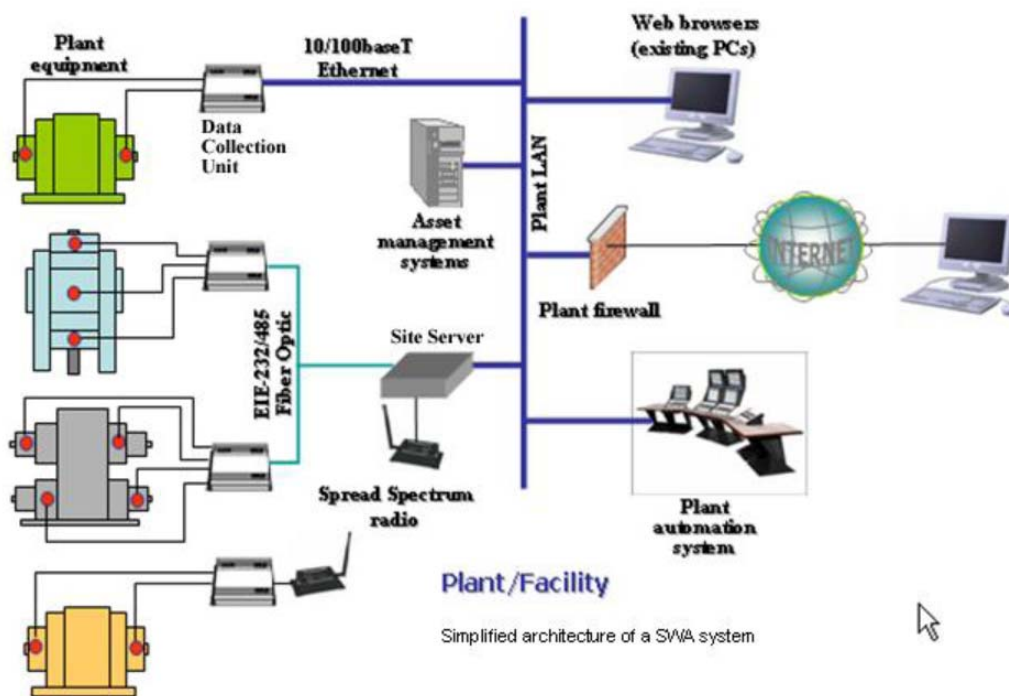 Plant
equipment
10/100baseT
Ethernet
Web browsers
(existing PCs)
Data
Collection
Unit
Plant LAN
Asset
management
systems
INTERNET
Plant firewall
EIE-232/485
Fiber Optic
Site Server
Spread Spectrum
radio
Plant
automation
system
Plant/Facility
Simplified architecture of a SWA system